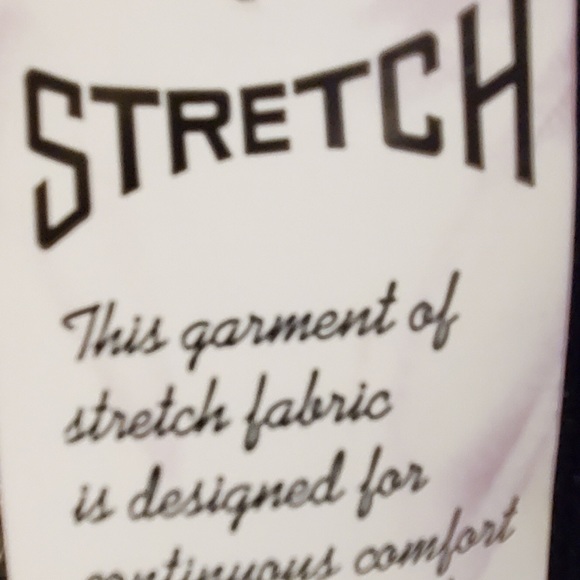 STRETCH
This garment of
stretch fabric
is designed for
continuous comfort